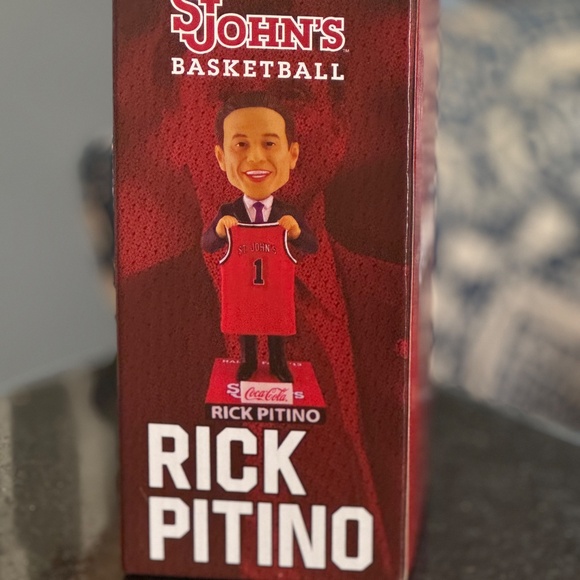 ST JOHN'S
BASKETBALL
ST. JOHN'S
1
Coca-Cola
RICK PITINO
RICK
PITINO